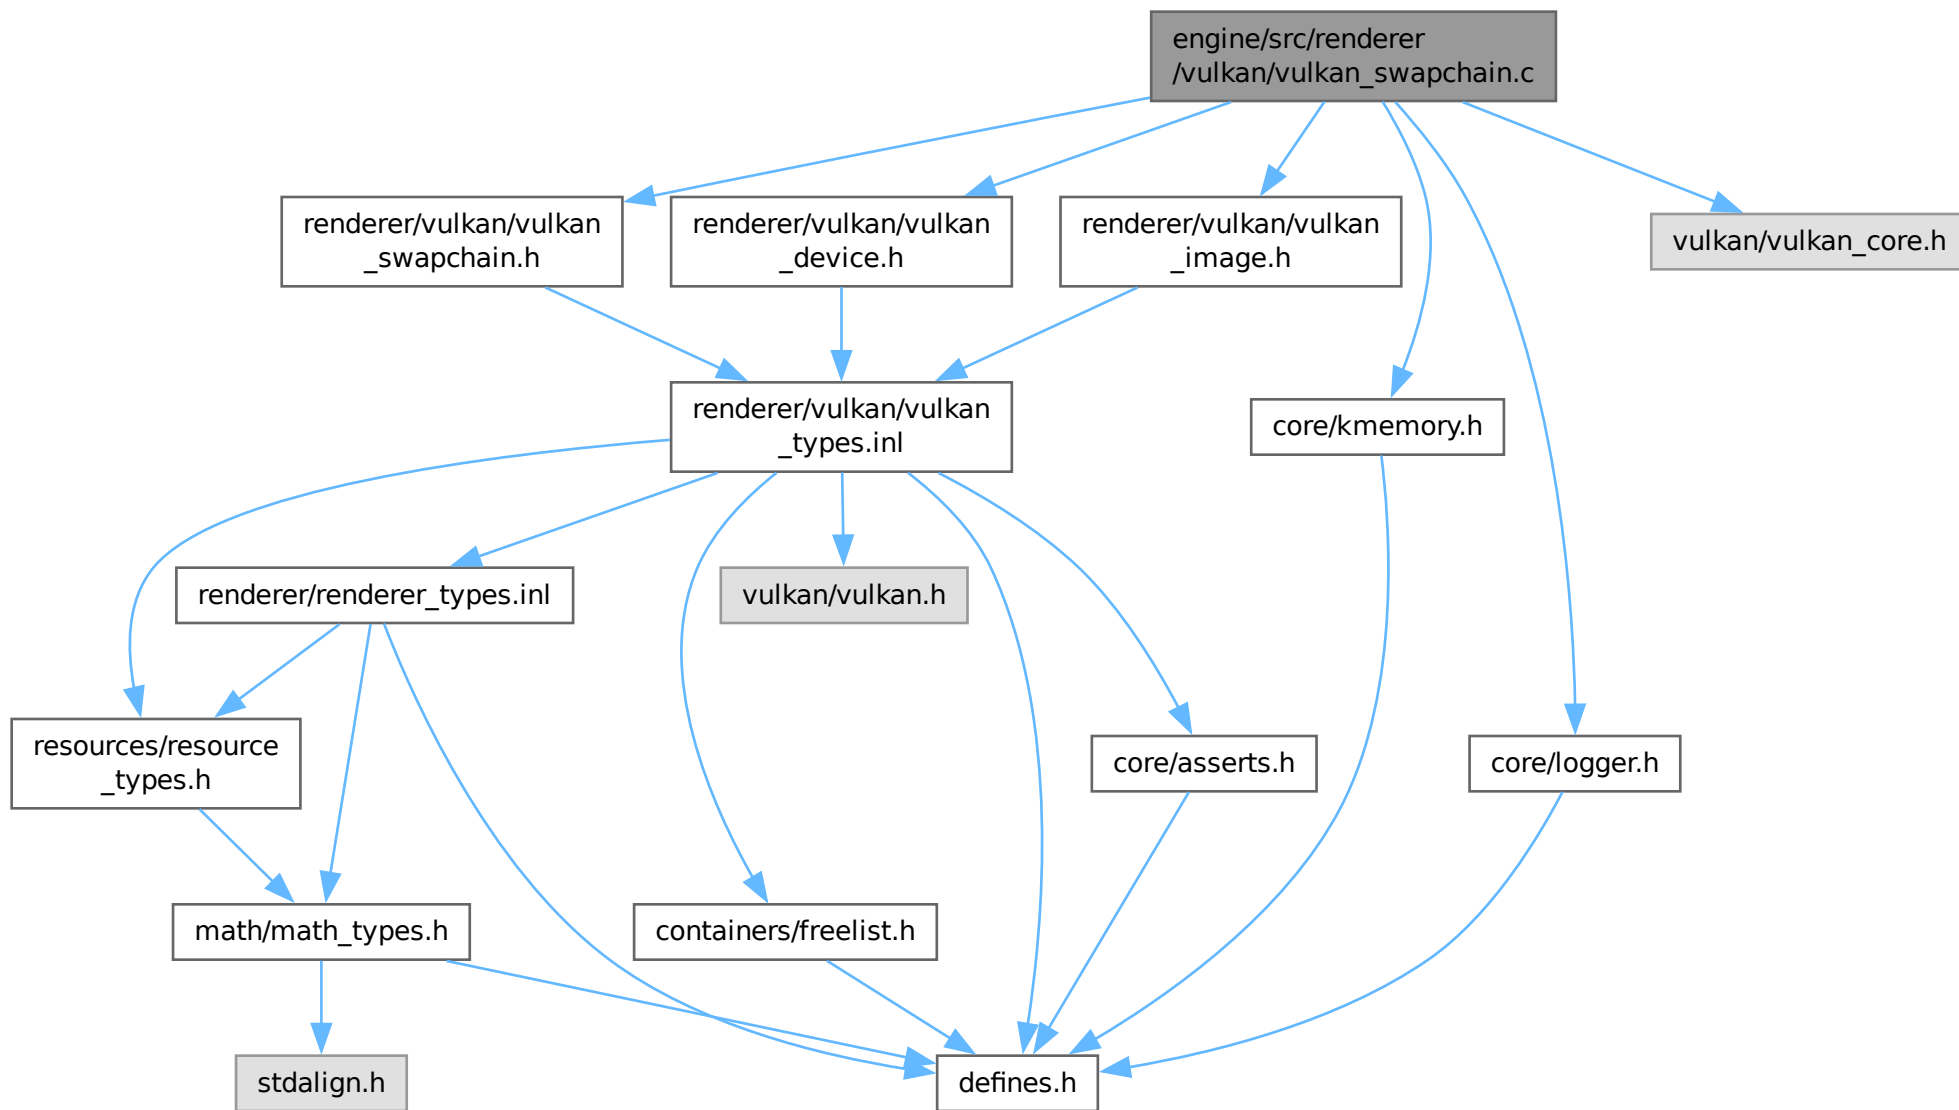 engine/src/renderer
/vulkan/vulkan_swapchain.c
renderer/vulkan/vulkan
_swapchain.h
renderer/vulkan/vulkan
_device.h
renderer/vulkan/vulkan
_image.h
vulkan/vulkan_core.h
renderer/vulkan/vulkan
_types.inl
core/kmemory.h
renderer/renderer_types.inl
vulkan/vulkan.h
resources/resource
_types.h
core/asserts.h
core/logger.h
math/math_types.h
containers/freelist.h
stdalign.h
defines.h